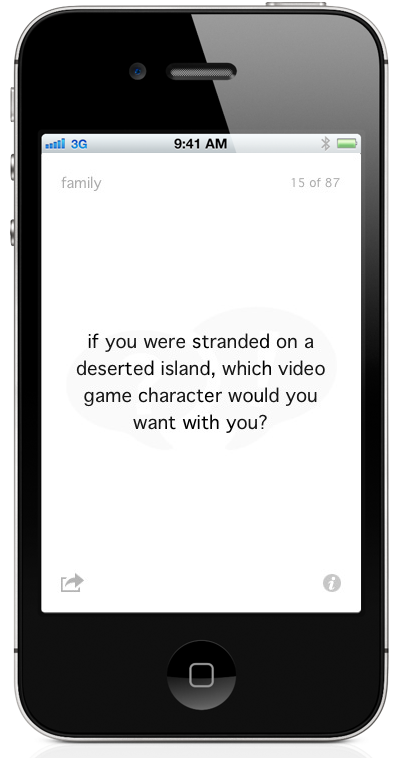 3G 9:41 AM
family 15 of 87
if you were stranded on a
deserted island, which video
game character would you
want with you?